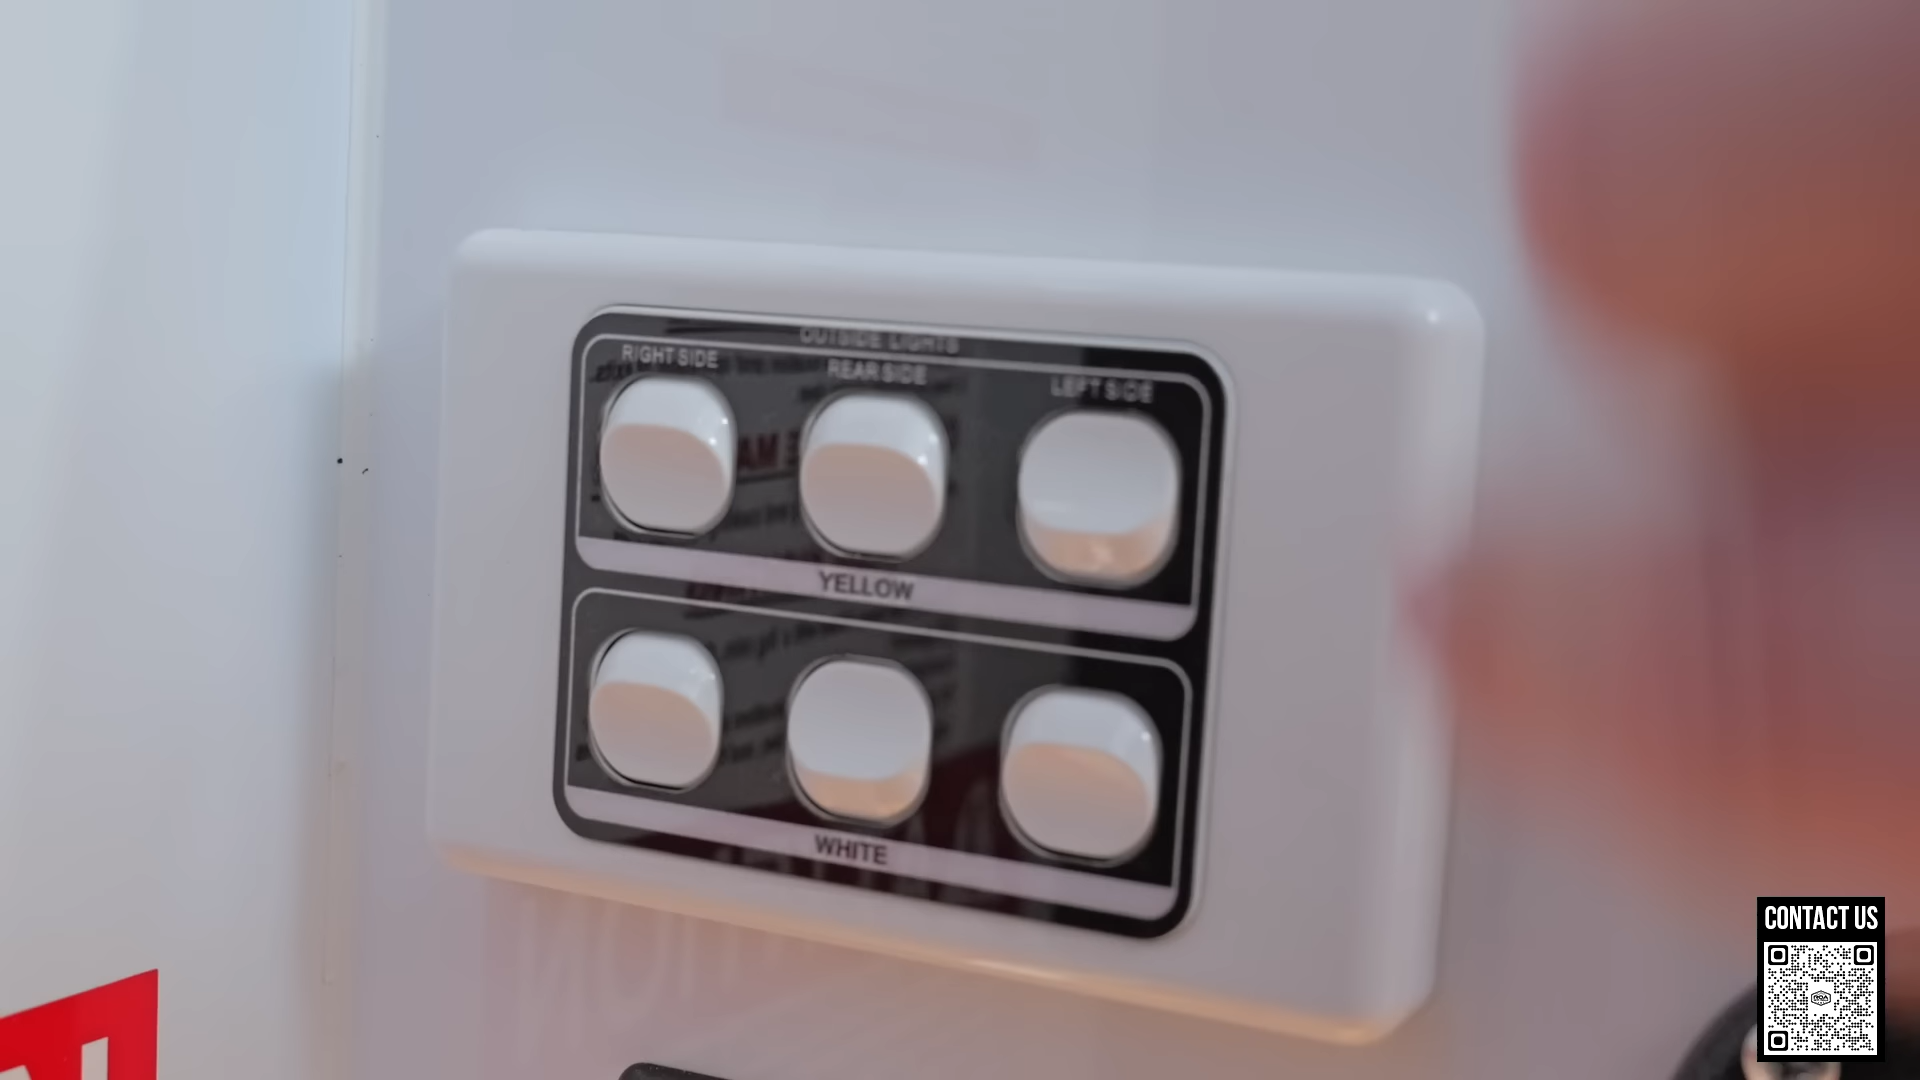 OUTSIDE LIGHTS
RIGHT SIDE
REAR SIDE
LEFT SIDE
YELLOW
WHITE
CONTACT US